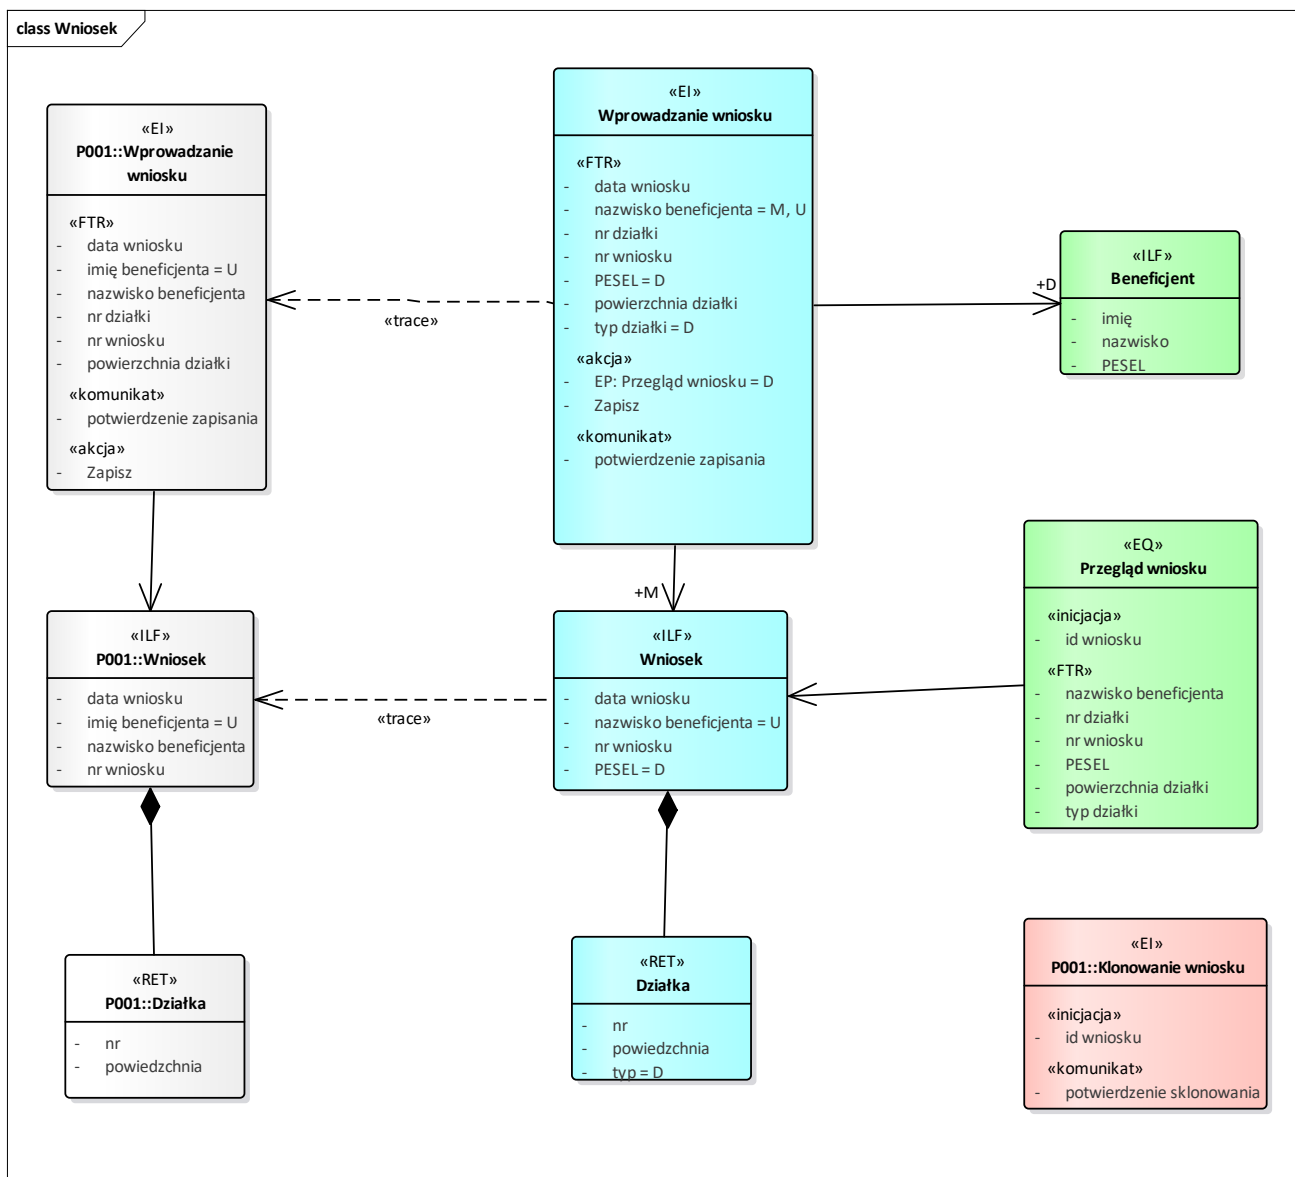 class Wniosek
«EI»
P001::Wprowadzanie
wniosku
«FTR»
- data wniosku
- imię beneficjenta = U
- nazwisko beneficjenta
- nr działki
- nr wniosku
- powierzchnia działki
«komunikat»
- potwierdzenie zapisania
«akcja»
- Zapisz
«EI»
Wprowadzanie wniosku
«FTR»
- data wniosku
- nazwisko beneficjenta = M, U
- nr działki
- nr wniosku
- PESEL = D
- powierzchnia działki
- typ działki = D
«akcja»
- EP: Przegląd wniosku = D
- Zapisz
«komunikat»
- potwierdzenie zapisania
«trace»
+D
«ILF»
Beneficjent
- imię
- nazwisko
- PESEL
+M
«ILF»
P001::Wniosek
- data wniosku
- imię beneficjenta = U
- nazwisko beneficjenta
- nr wniosku
«trace»
«ILF»
Wniosek
- data wniosku
- nazwisko beneficjenta = U
- nr wniosku
- PESEL = D
«EQ»
Przegląd wniosku
«inicjacja»
- id wniosku
«FTR»
- nazwisko beneficjenta
- nr działki
- nr wniosku
- PESEL
- powierzchnia działki
- typ działki
«RET»
P001::Działka
- nr
- powiedzchnia
«RET»
Działka
- nr
- powiedzchnia
- typ = D
«EI»
P001::Klonowanie wniosku
«inicjacja»
- id wniosku
«komunikat»
- potwierdzenie sklonowania